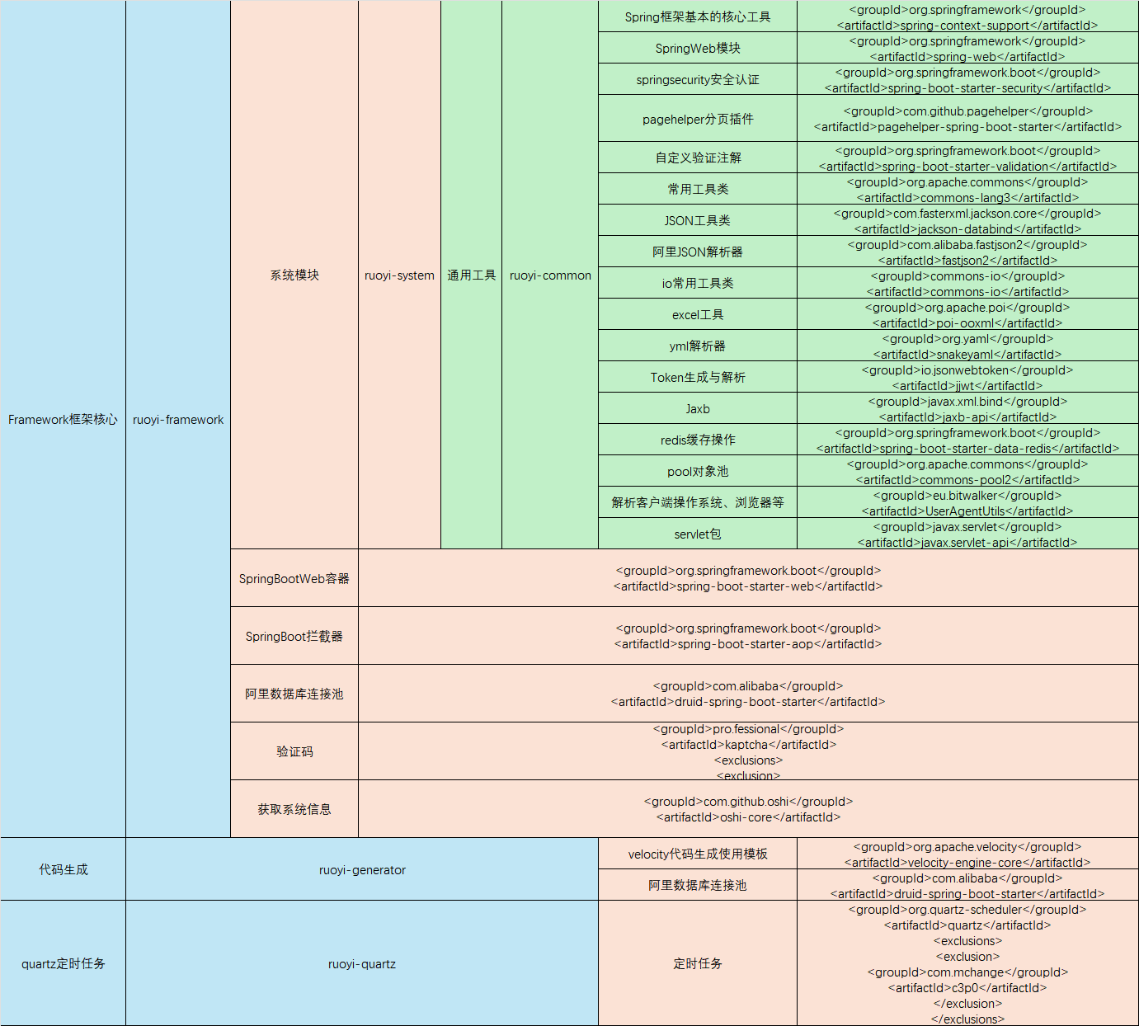 Spring框架基本的核心工具
<groupId>org.springframework</groupId>
<artifactId>spring-context-support</artifactId>
SpringWeb模块
<groupId>org.springframework</groupId>
<artifactId>spring-web</artifactId>
springsecurity安全认证
<groupId>org.springframework.boot</groupId>
<artifactId>spring-boot-starter-security</artifactId>
pagehelper分页插件
<groupId>com.github.pagehelper</groupId>
<artifactId>pagehelper-spring-boot-starter</artifactId>
自定义验证注解
<groupId>org.springframework.boot</groupId>
<artifactId>spring-boot-starter-validation</artifactId>
常用工具类
<groupId>org.apache.commons</groupId>
<artifactId>commons-lang3</artifactId>
JSON工具类
<groupId>com.fasterxml.jackson.core</groupId>
<artifactId>jackson-databind</artifactId>
阿里JSON解析器
<groupId>com.alibaba.fastjson2</groupId>
<artifactId>fastjson2</artifactId>
系统模块
ruoyi-system
通用工具
ruoyi-common
io常用工具类
<groupId>commons-io</groupId>
<artifactId>commons-io</artifactId>
excel工具
<groupId>org.apache.poi</groupId>
<artifactId>poi-ooxml</artifactId>
yml解析器
<groupId>org.yaml</groupId>
<artifactId>snakeyaml</artifactId>
Token生成与解析
<groupId>io.jsonwebtoken</groupId>
<artifactId>jjwt</artifactId>
Jaxb
<groupId>javax.xml.bind</groupId>
<artifactId>jaxb-api</artifactId>
Framework框架核心
ruoyi-framework
redis缓存操作
<groupId>org.springframework.boot</groupId>
<artifactId>spring-boot-starter-data-redis</artifactId>
pool对象池
<groupId>org.apache.commons</groupId>
<artifactId>commons-pool2</artifactId>
解析客户端操作系统、浏览器等
<groupId>eu.bitwalker</groupId>
<artifactId>UserAgentUtils</artifactId>
servlet包
<groupId>javax.servlet</groupId>
<artifactId>javax.servlet-api</artifactId>
SpringBootWeb容器
<groupId>org.springframework.boot</groupId>
<artifactId>spring-boot-starter-web</artifactId>
SpringBoot拦截器
<groupId>org.springframework.boot</groupId>
<artifactId>spring-boot-starter-aop</artifactId>
阿里数据库连接池
<groupId>com.alibaba</groupId>
<artifactId>druid-spring-boot-starter</artifactId>
验证码
<groupId>pro.fessional</groupId>
<artifactId>kaptcha</artifactId>
<exclusions>
<exclusion>
获取系统信息
<groupId>com.github.oshi</groupId>
<artifactId>oshi-core</artifactId>
代码生成
ruoyi-generator
velocity代码生成使用模板
<groupId>org.apache.velocity</groupId>
<artifactId>velocity-engine-core</artifactId>
阿里数据库连接池
<groupId>com.alibaba</groupId>
<artifactId>druid-spring-boot-starter</artifactId>
quartz定时任务
ruoyi-quartz
定时任务
<groupId>org.quartz-scheduler</groupId>
<artifactId>quartz</artifactId>
<exclusions>
<exclusion>
<groupId>com.mchange</groupId>
<artifactId>c3p0</artifactId>
</exclusion>
</exclusions>